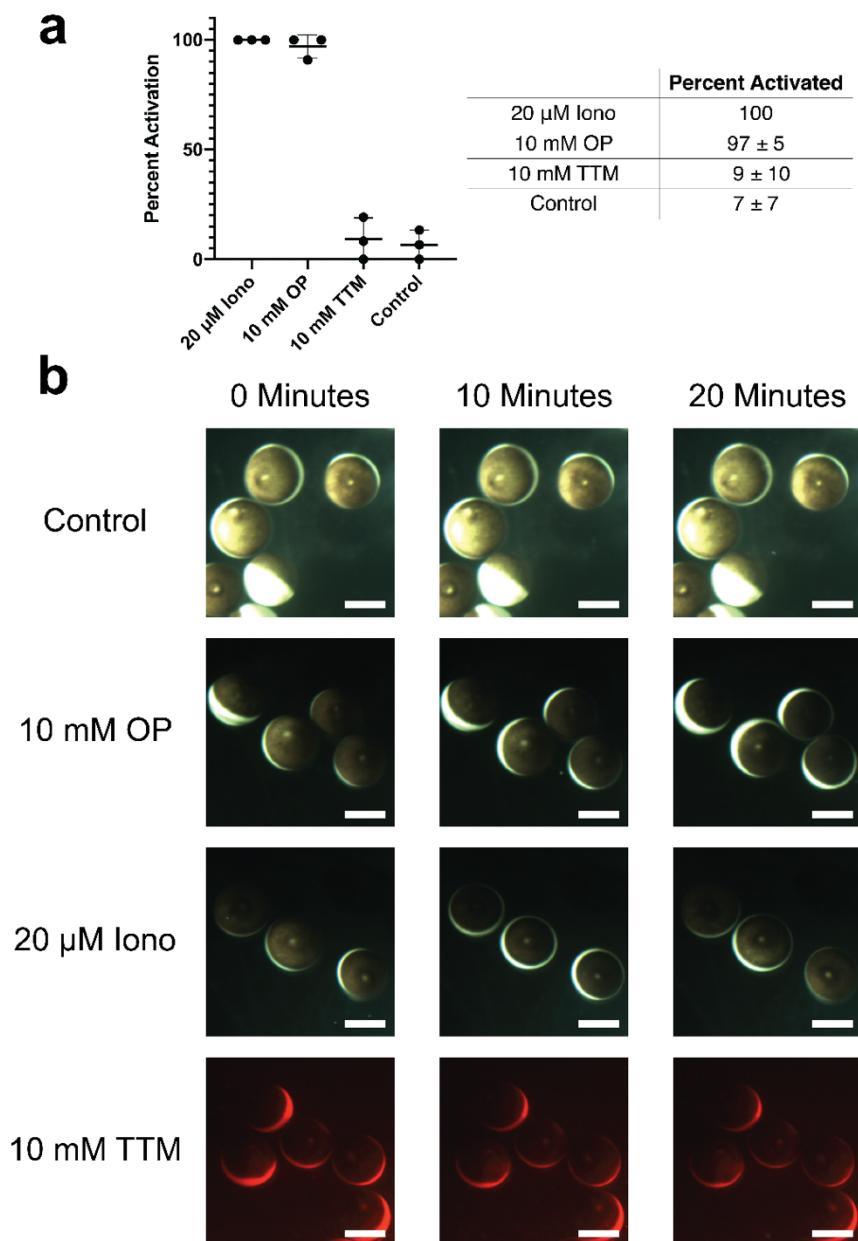 a
100
50
0
Percent Activation
20 µM Iono
10 mM OP
10 mM TTM
Control
Percent Activated
20 µM Iono 100
10 mM OP 97 ± 5
10 mM TTM 9 ± 10
Control 7 ± 7
b
0 Minutes 10 Minutes 20 Minutes
Control
10 mM OP
20 µM Iono
10 mM TTM